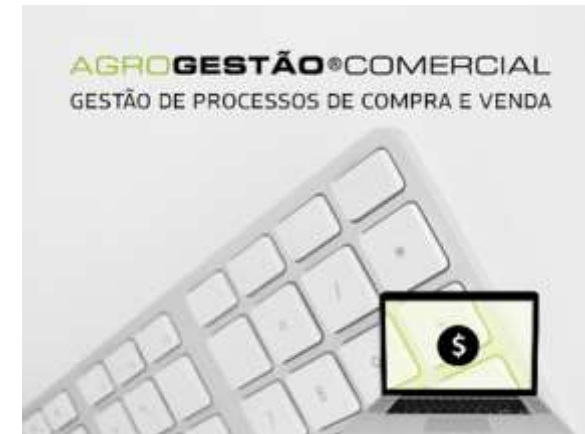 AGROGESTÃO®COMERCIAL
GESTÃO DE PROCESSOS DE COMPRA E VENDA
$